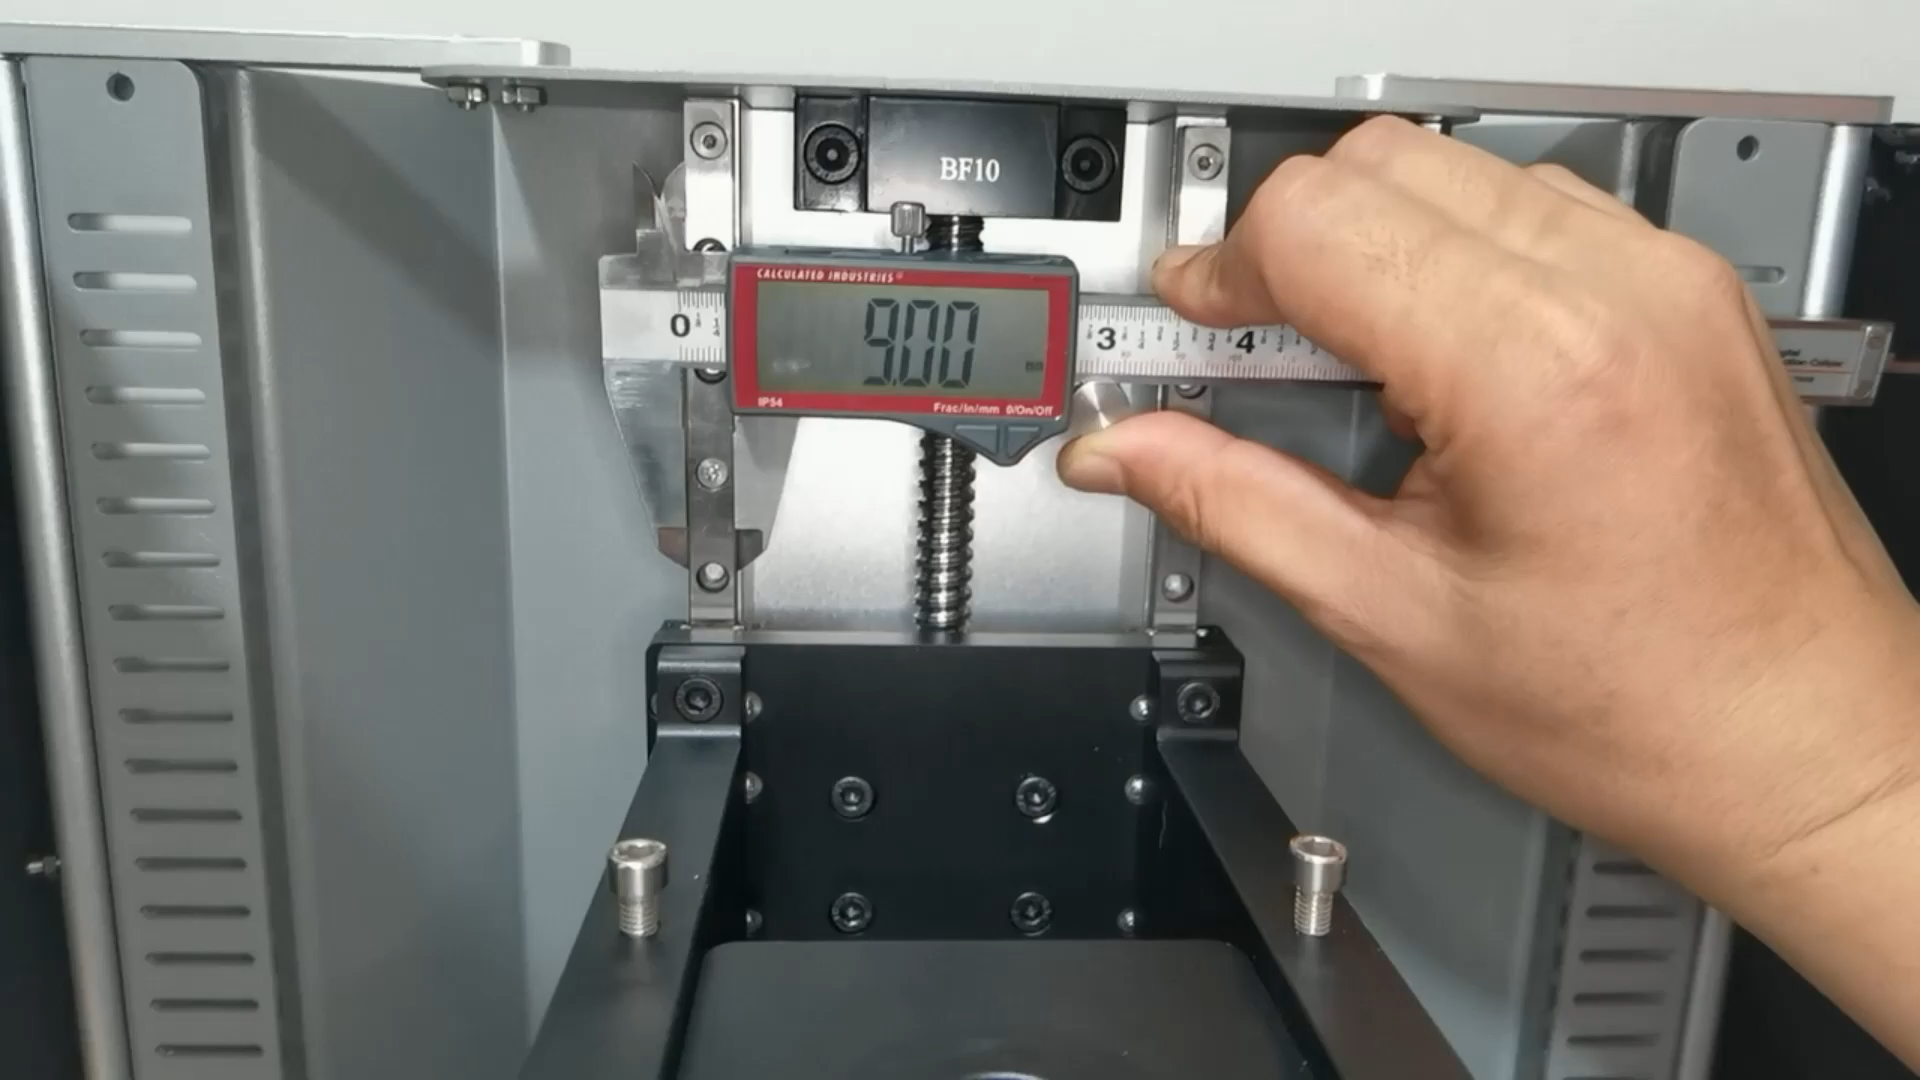 BF10
CALCULATED INDUSTRIES®
9.00
0
3
4
IP54
Frac/In/mm 0/On/Off